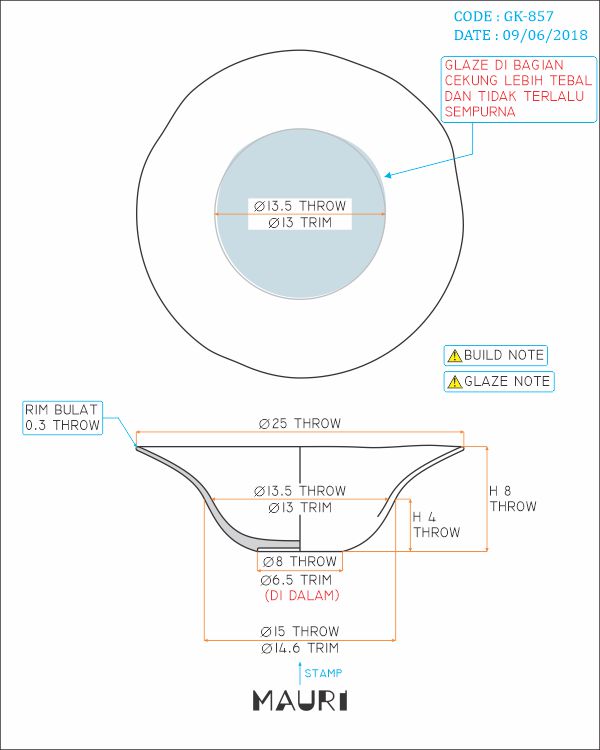 CODE : GK-857
DATE : 09/06/2018
GLAZE DI BAGIAN
CEKUNG LEBIH TEBAL
DAN TIDAK TERLALU
SEMPURNA
Ø13.5 THROW
Ø13 TRIM
BUILD NOTE
GLAZE NOTE
RIM BULAT
0.3 THROW
Ø25 THROW
Ø13.5 THROW
Ø13 TRIM
H 8
THROW
H 4
THROW
Ø8 THROW
Ø6.5 TRIM
(DI DALAM)
Ø15 THROW
Ø14.6 TRIM
STAMP
MAURI